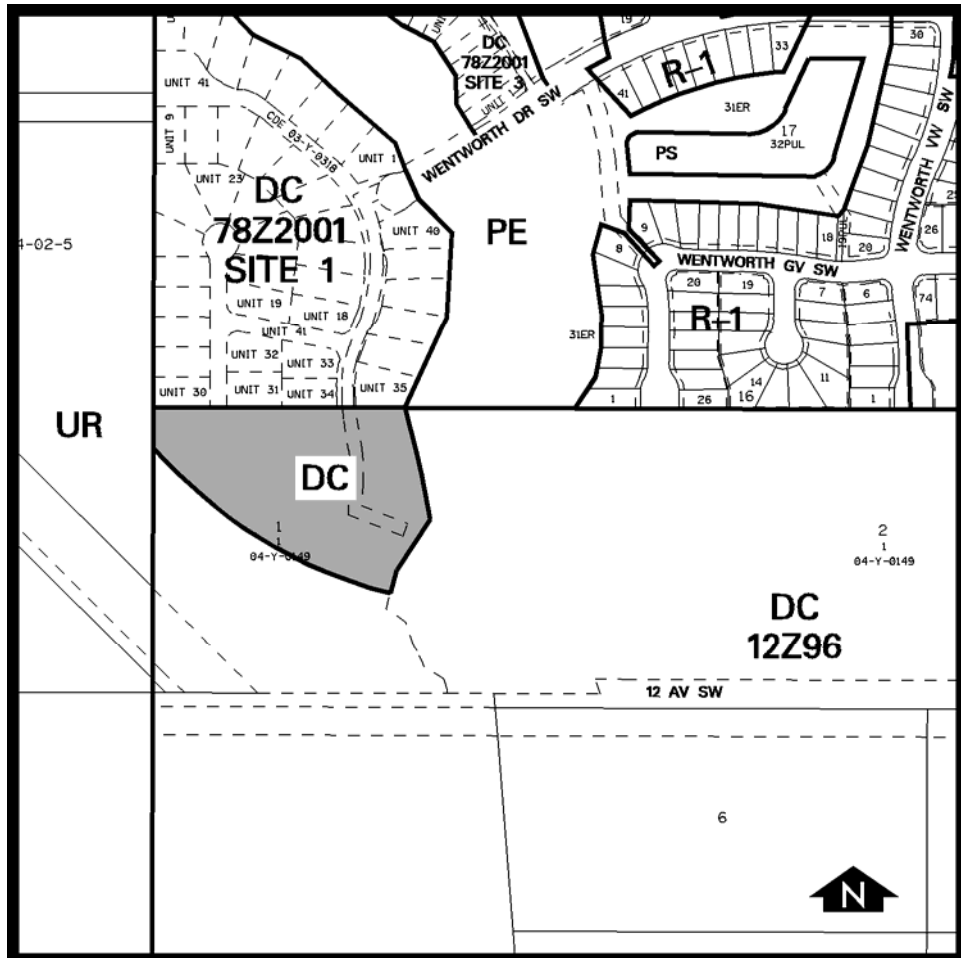 19
30
33
DC
78Z2001
SITE 3
R-1
41
31ER
17
32PUL
PS
UNIT 41
UNIT 9
CDE 03-Y-0318
UNIT 1
WENTWORTH DR SW
WENTWORTH VW SW
UNIT 23
DC
78Z2001
SITE 1
UNIT 40
PE
4-02-5
9
8
18
20
26
WENTWORTH GV SW
UNIT 19
UNIT 18
UNIT 41
20
19
7
6
74
R-1
31ER
UNIT 32
UNIT 33
UNIT 30
UNIT 31
UNIT 34
UNIT 35
14
16
11
1
26
1
UR
DC
1
1
04-Y-0149
2
1
04-Y-0149
DC
12Z96
12 AV SW
6
N